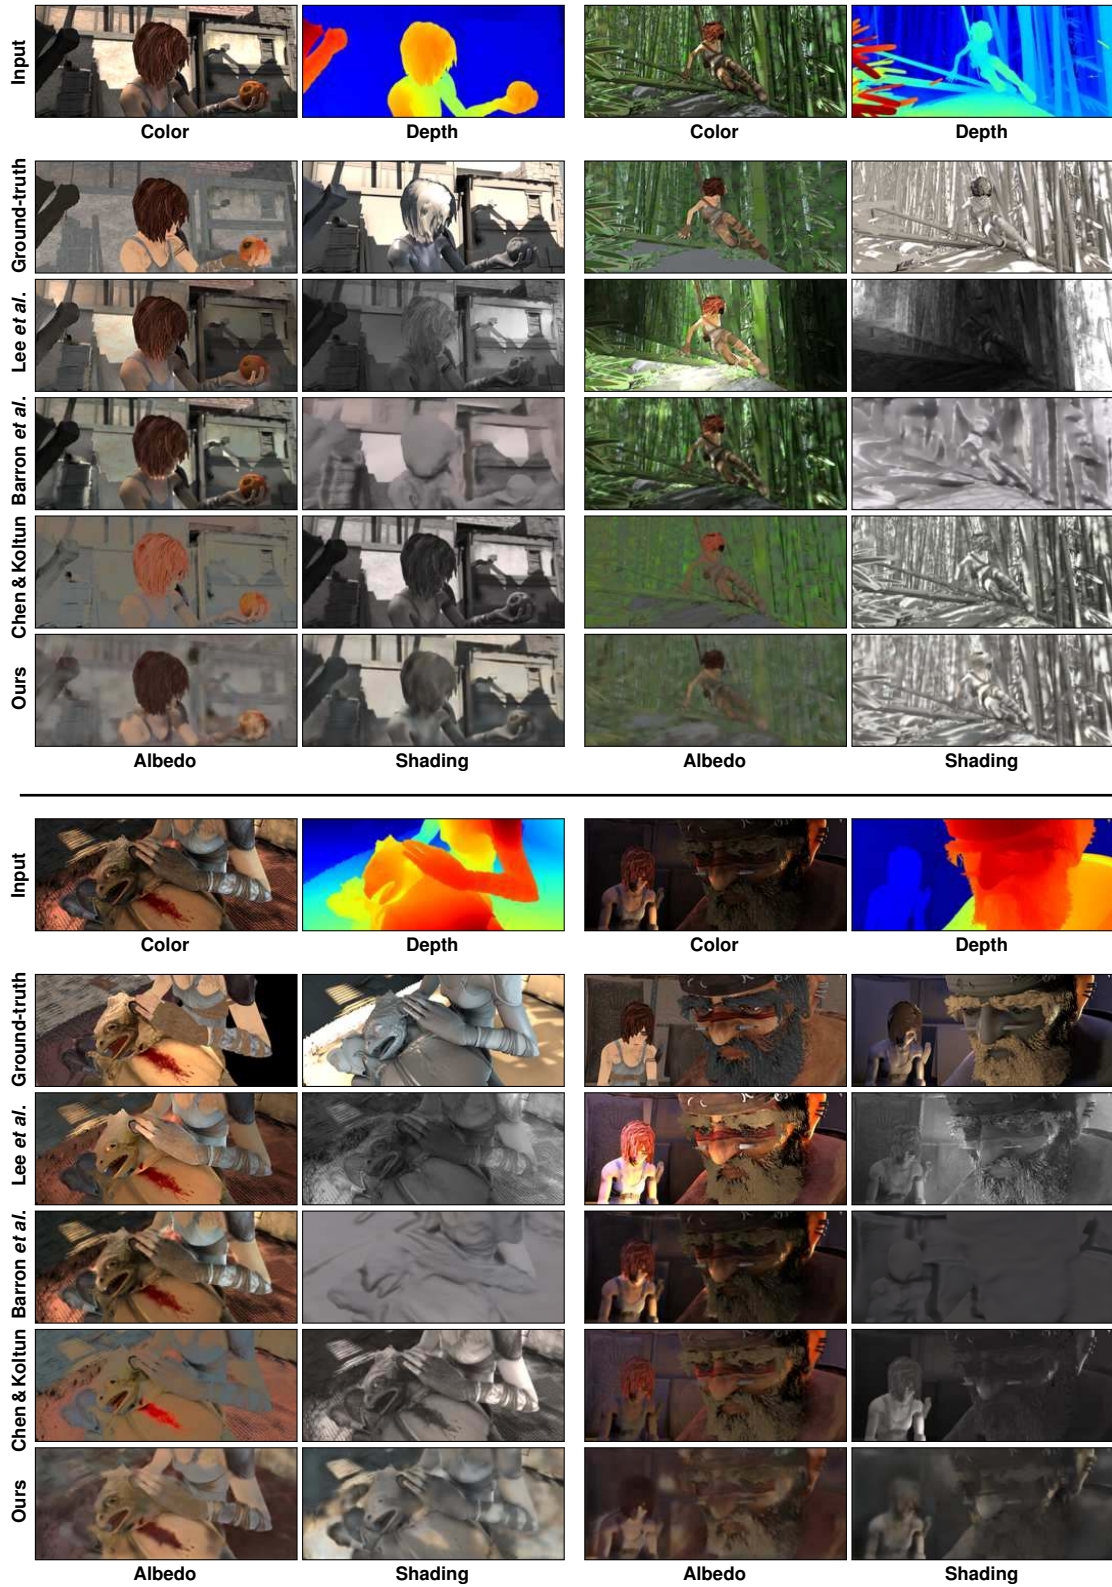 Input
Color Depth Color Depth
Ground-truth
Lee et al.
Barron et al.
Chen & Koltun
Ours
Albedo Shading Albedo Shading
Input
Color Depth Color Depth
Ground-truth
Lee et al.
Barron et al.
Chen & Koltun
Ours
Albedo Shading Albedo Shading